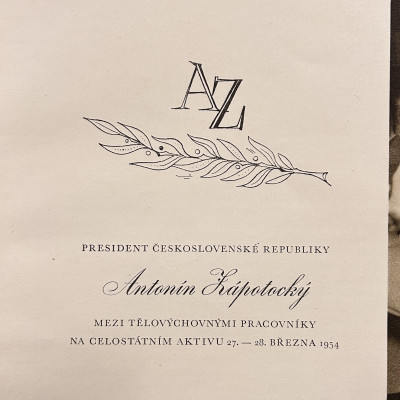 AZ
PRESIDENT ČESKOSLOVENSKÉ REPUBLIKY
Antonín Zápotocký
MEZI TĚLOVÝCHOVNÝMI PRACOVNÍKY
NA CELOSTÁTNÍM AKTIVU 27. — 28. BŘEZNA 1954